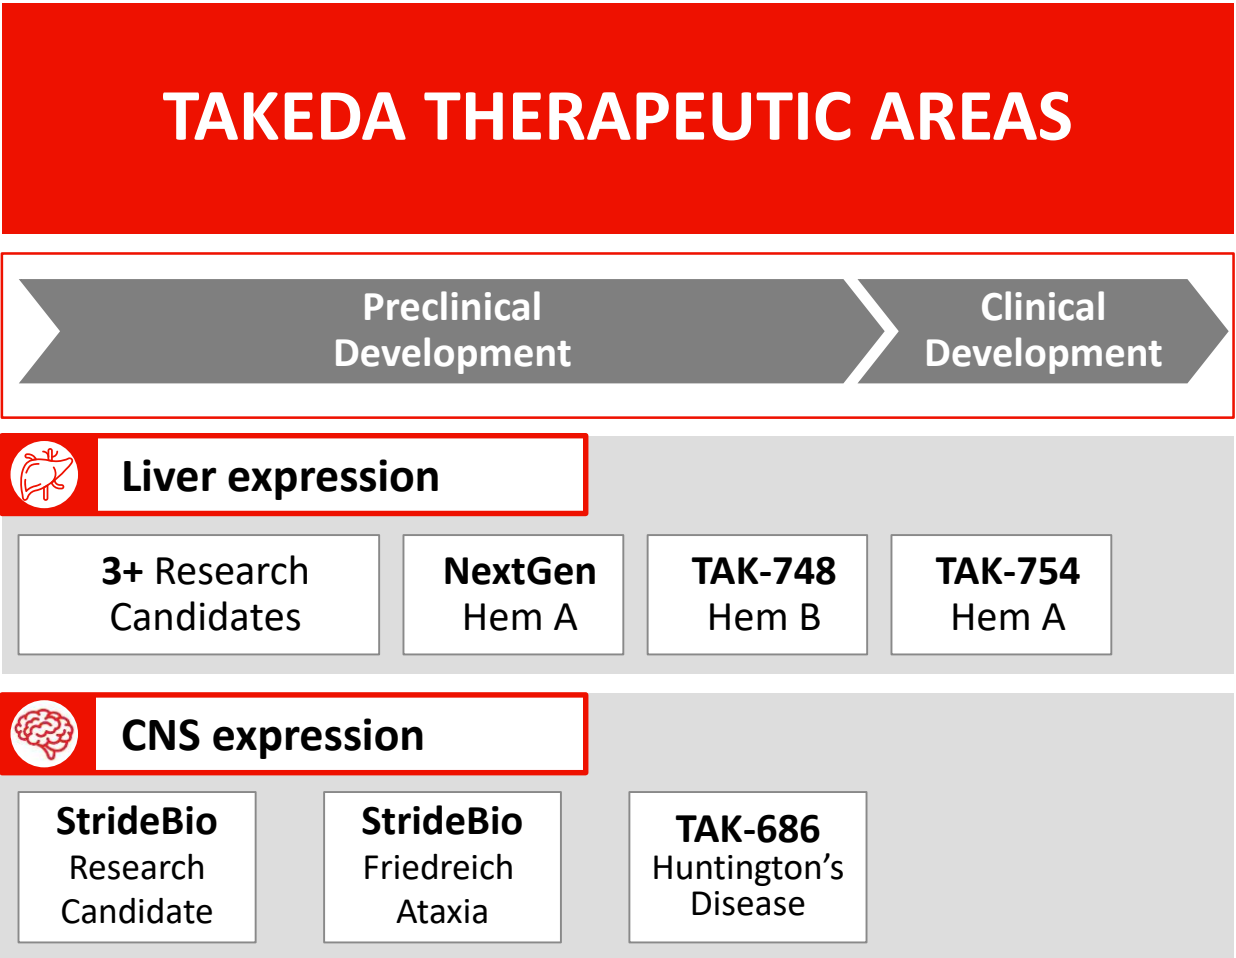 TAKEDA THERAPEUTIC AREAS
Preclinical
Development
Clinical
Development
Liver expression
3+ Research
Candidates
NextGen
Hem A
TAK-748
Hem B
TAK-754
Hem A
CNS expression
StrideBio
Research
Candidate
StrideBio
Friedreich
Ataxia
TAK-686
Huntington’s
Disease